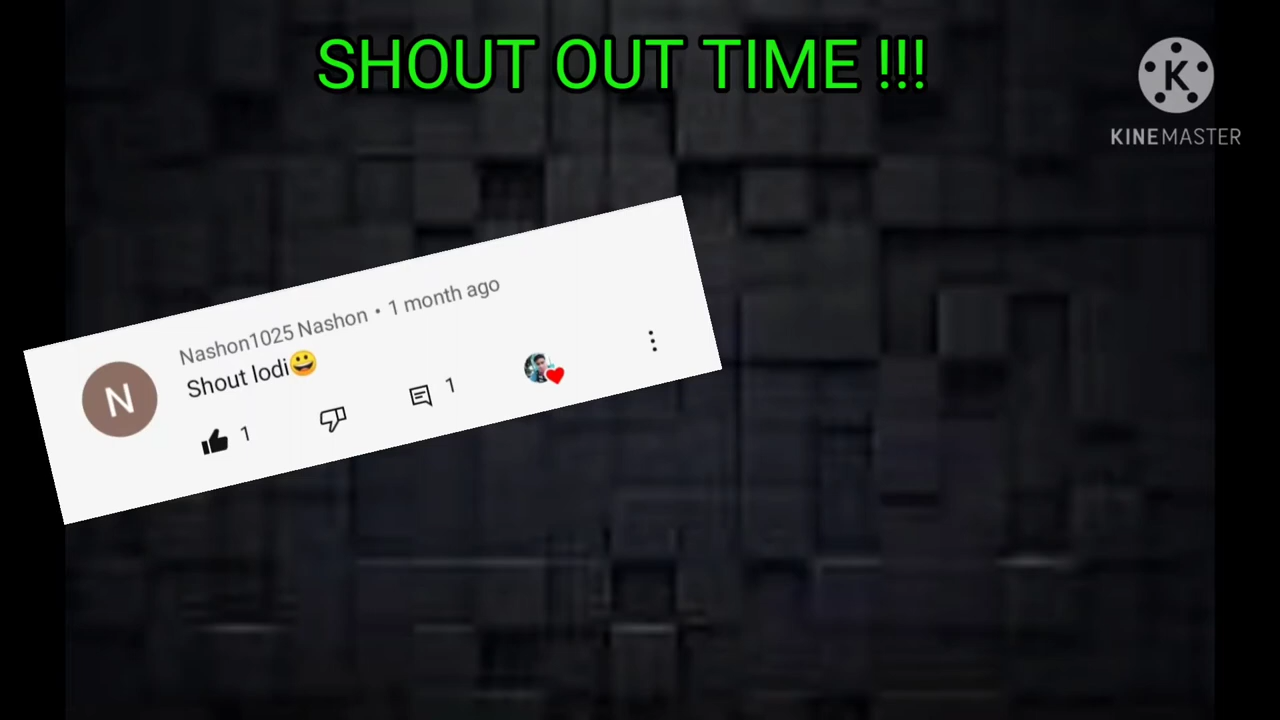 SHOUT OUT TIME !!!
K
KINEMASTER
Nashon1025 Nashon • 1 month ago
N
Shout lodi😀
1
1